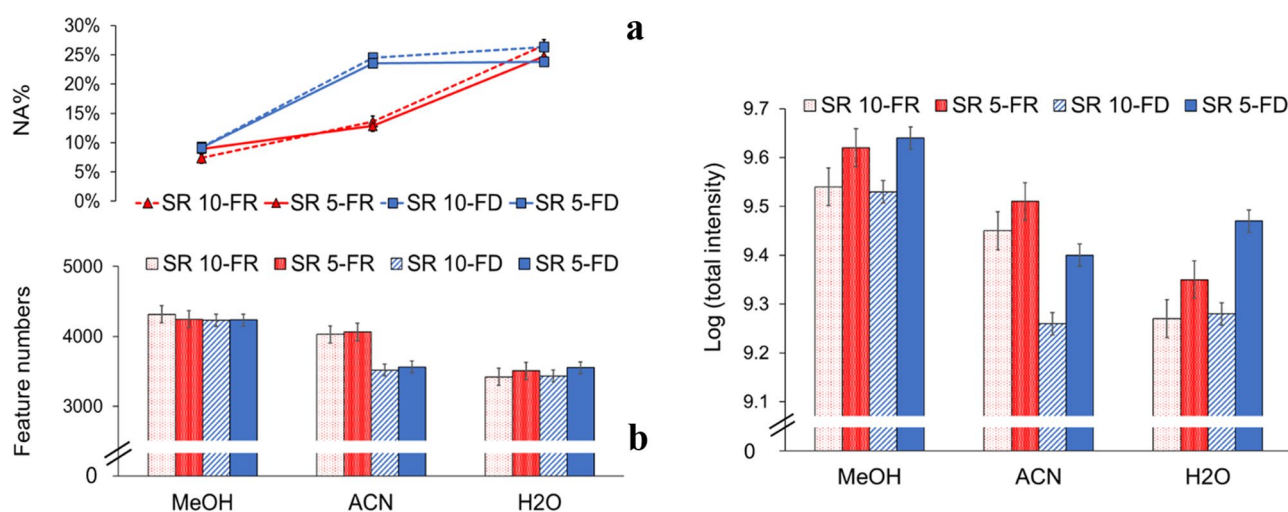 30%
25%
20%
15%
10%
5%
0%
NA%
a
SR 10-FR SR 5-FR SR 10-FD SR 5-FD
SR 10-FR SR 5-FR SR 10-FD SR 5-FD
5000
4000
3000
0
Feature numbers
MeOH ACN H2O
b
SR 10-FR SR 5-FR SR 10-FD SR 5-FD
9.7
9.6
9.5
9.4
9.3
9.2
9.1
0
Log (total intensity)
MeOH ACN H2O